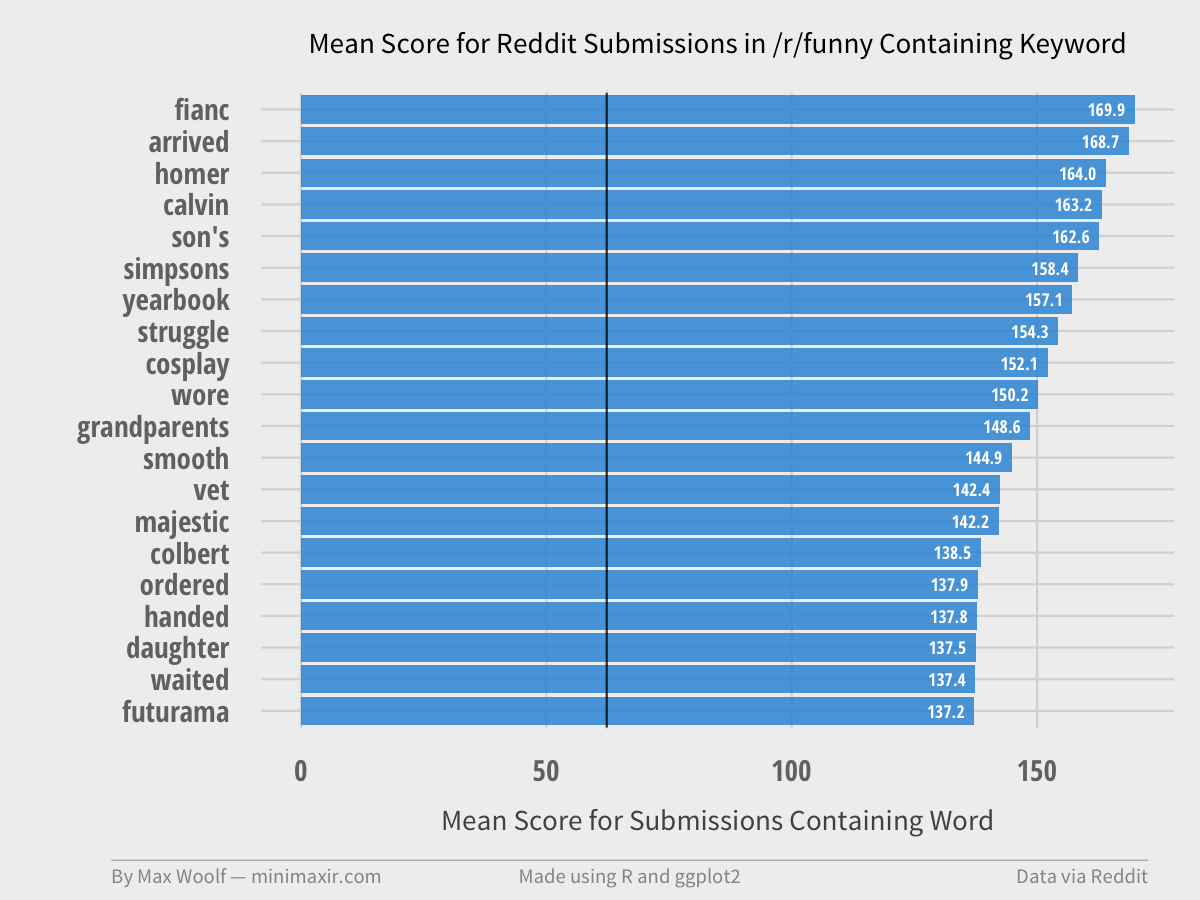 Mean Score for Reddit Submissions in /r/funny Containing Keyword
fianc 169.9
arrived 168.7
homer 164.0
calvin 163.2
son's 162.6
simpsons 158.4
yearbook 157.1
struggle 154.3
cosplay 152.1
wore 150.2
grandparents 148.6
smooth 144.9
vet 142.4
majestic 142.2
colbert 138.5
ordered 137.9
handed 137.8
daughter 137.5
waited 137.4
futurama 137.2
0 50 100 150
Mean Score for Submissions Containing Word
By Max Woolf — minimaxir.com Made using R and ggplot2 Data via Reddit